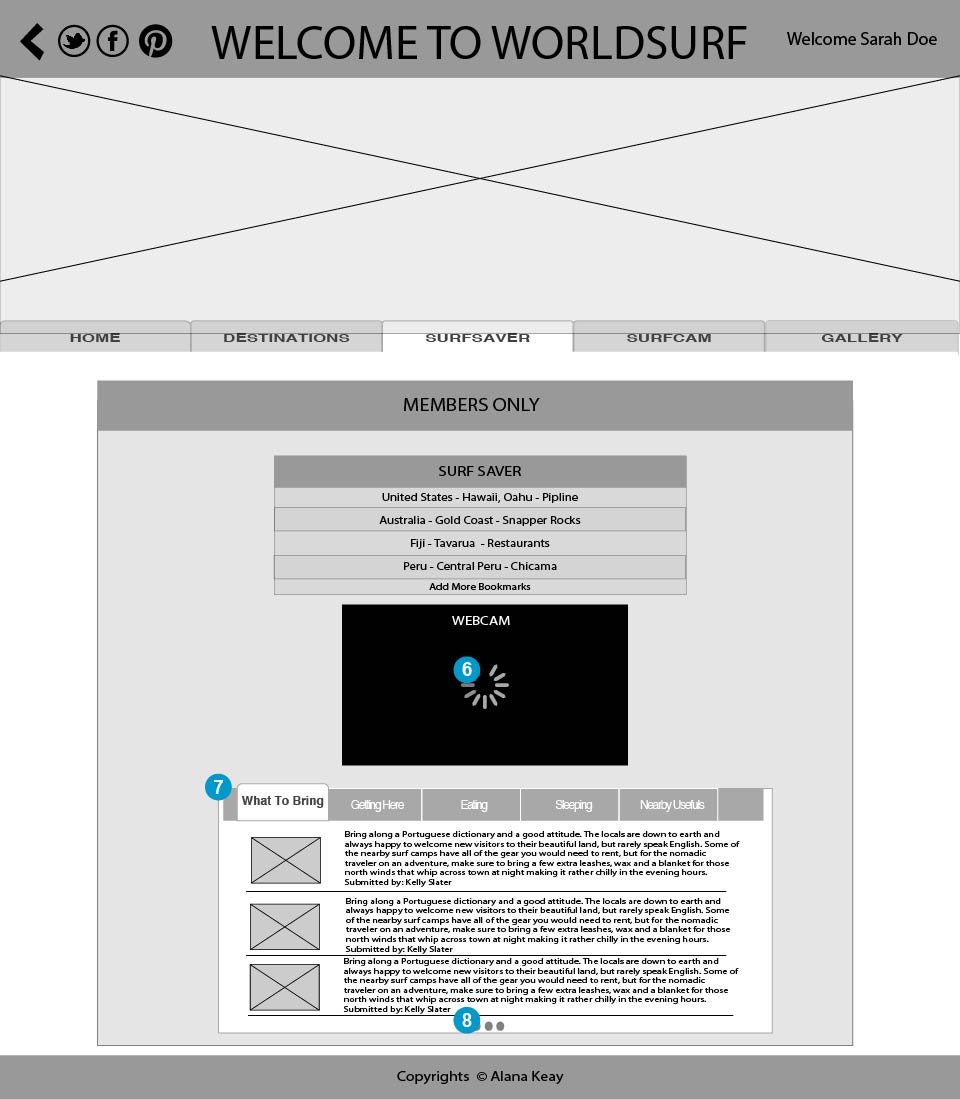 WELCOME TO WORLDSURF
Welcome Sarah Doe
HOME
DESTINATIONS
SURFSAVER
SURFCAM
GALLERY
MEMBERS ONLY
SURF SAVER
United States - Hawaii, Oahu - Pipline
Australia - Gold Coast - Snapper Rocks
Fiji - Tavarua - Restaurants
Peru - Central Peru - Chicama
Add More Bookmarks
WEBCAM
6
7
What To Bring
Getting Here
Eating
Sleeping
Nearby Usefuls
Bring along a Portuguese dictionary and a good attitude. The locals are down to earth and
always happy to welcome new visitors to their beautiful land, but rarely speak English. Some of
the nearby surf camps have all of the gear you would need to rent, but for the nomadic
traveler on an adventure, make sure to bring a few extra leashes, wax and a blanket for those
north winds that whip across town at night making it rather chilly in the evening hours.
Submitted by: Kelly Slater
Bring along a Portuguese dictionary and a good attitude. The locals are down to earth and
always happy to welcome new visitors to their beautiful land, but rarely speak English. Some
of the nearby surf camps have all of the gear you would need to rent, but for the nomadic
traveler on an adventure, make sure to bring a few extra leashes, wax and a blanket for those
north winds that whip across town at night making it rather chilly in the evening hours.
Submitted by: Kelly Slater
Bring along a Portuguese dictionary and a good attitude. The locals are down to earth and
always happy to welcome new visitors to their beautiful land, but rarely speak English. Some of
the nearby surf camps have all of the gear you would need to rent, but for the nomadic
traveler on an adventure, make sure to bring a few extra leashes, wax and a blanket for those
north winds that whip across town at night making it rather chilly in the evening hours.
Submitted by: Kelly Slater
8
Copyrights © Alana Keay